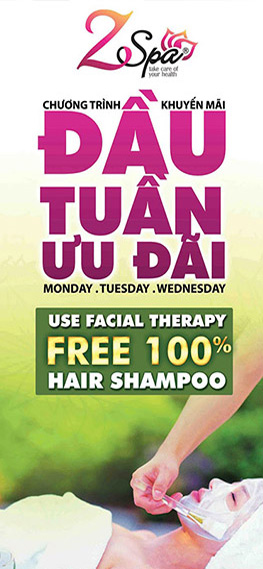 Z Spa®
take care of
your health
CHƯƠNG TRÌNH KHUYẾN MÃI
ĐẦU
TUẦN
ƯU ĐÃI
MONDAY . TUESDAY . WEDNESDAY
USE FACIAL THERAPY
FREE 100%
HAIR SHAMPOO